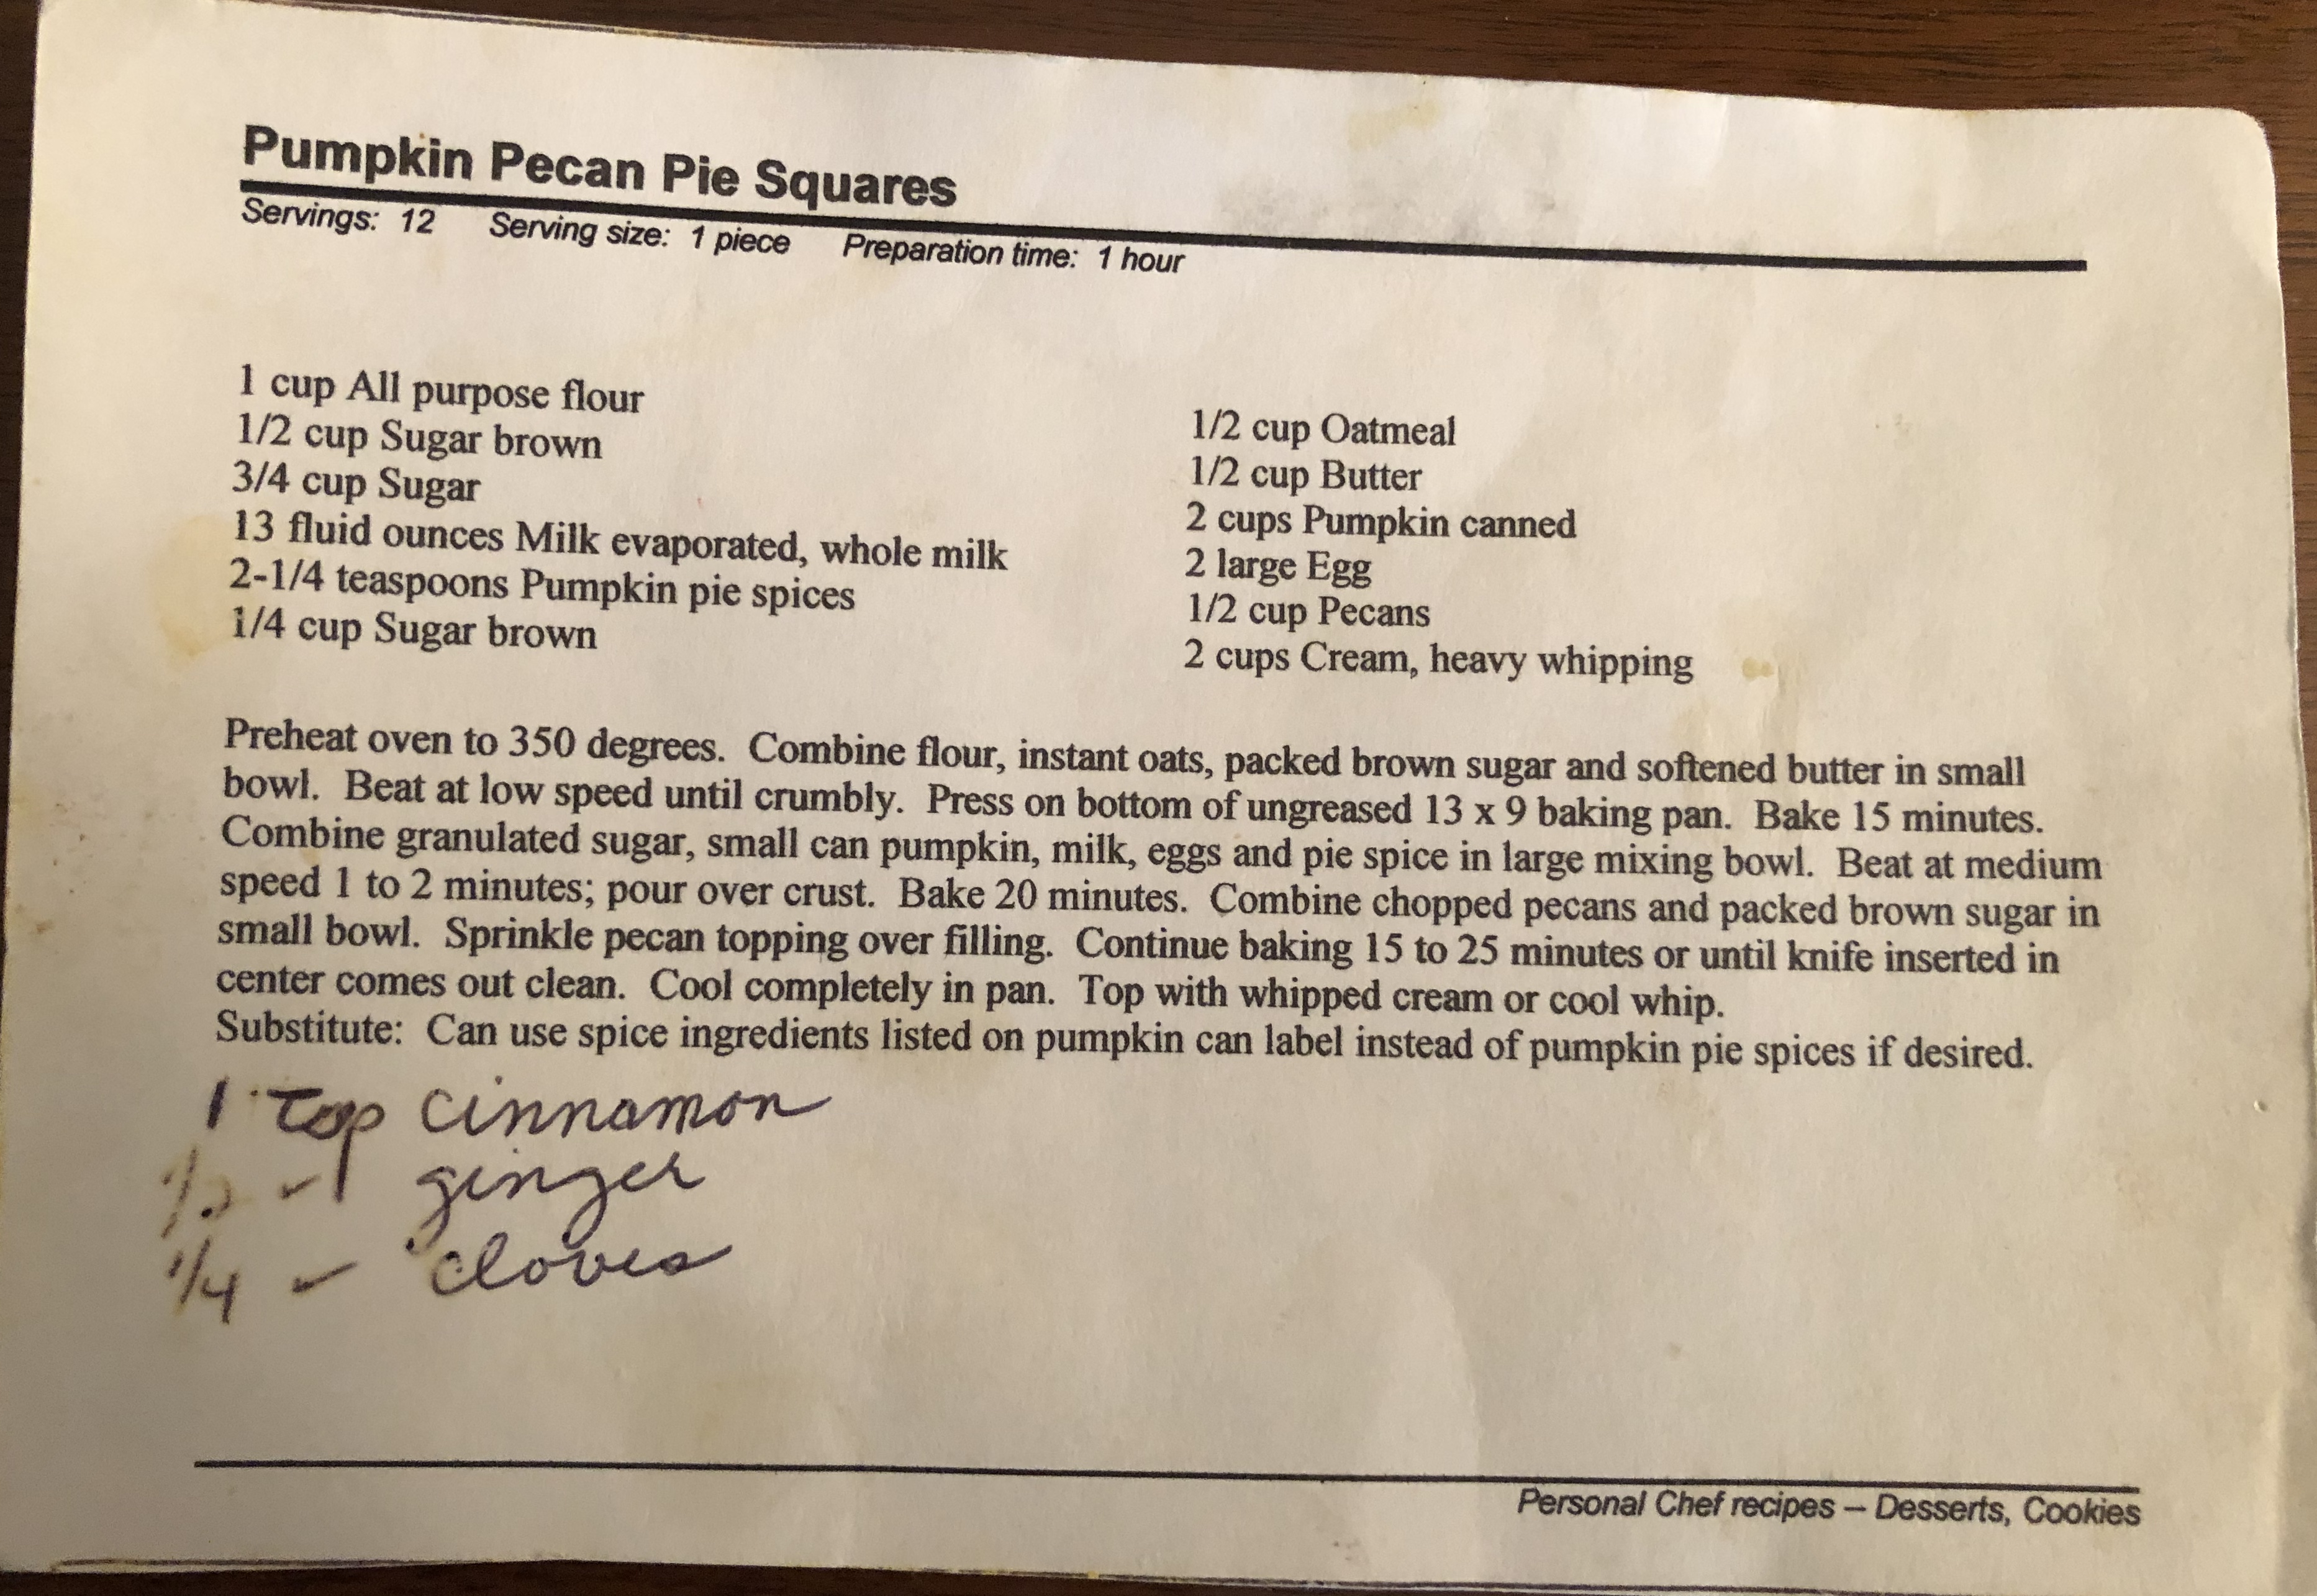 Pumpkin Pecan Pie Squares
Servings: 12 Serving size: 1 piece Preparation time: 1 hour
1 cup All purpose flour
1/2 cup Sugar brown
3/4 cup Sugar
13 fluid ounces Milk evaporated, whole milk
2-1/4 teaspoons Pumpkin pie spices
1/4 cup Sugar brown
1/2 cup Oatmeal
1/2 cup Butter
2 cups Pumpkin canned
2 large Egg
1/2 cup Pecans
2 cups Cream, heavy whipping
Preheat oven to 350 degrees. Combine flour, instant oats, packed brown sugar and softened butter in small
bowl. Beat at low speed until crumbly. Press on bottom of ungreased 13 x 9 baking pan. Bake 15 minutes.
Combine granulated sugar, small can pumpkin, milk, eggs and pie spice in large mixing bowl. Beat at medium
speed 1 to 2 minutes; pour over crust. Bake 20 minutes. Combine chopped pecans and packed brown sugar in
small bowl. Sprinkle pecan topping over filling. Continue baking 15 to 25 minutes or until knife inserted in
center comes out clean. Cool completely in pan. Top with whipped cream or cool whip.
Substitute: Can use spice ingredients listed on pumpkin can label instead of pumpkin pie spices if desired.
1 tsp cinnamon
1/2 ginger
1/4 cloves
Personal Chef recipes – Desserts, Cookies